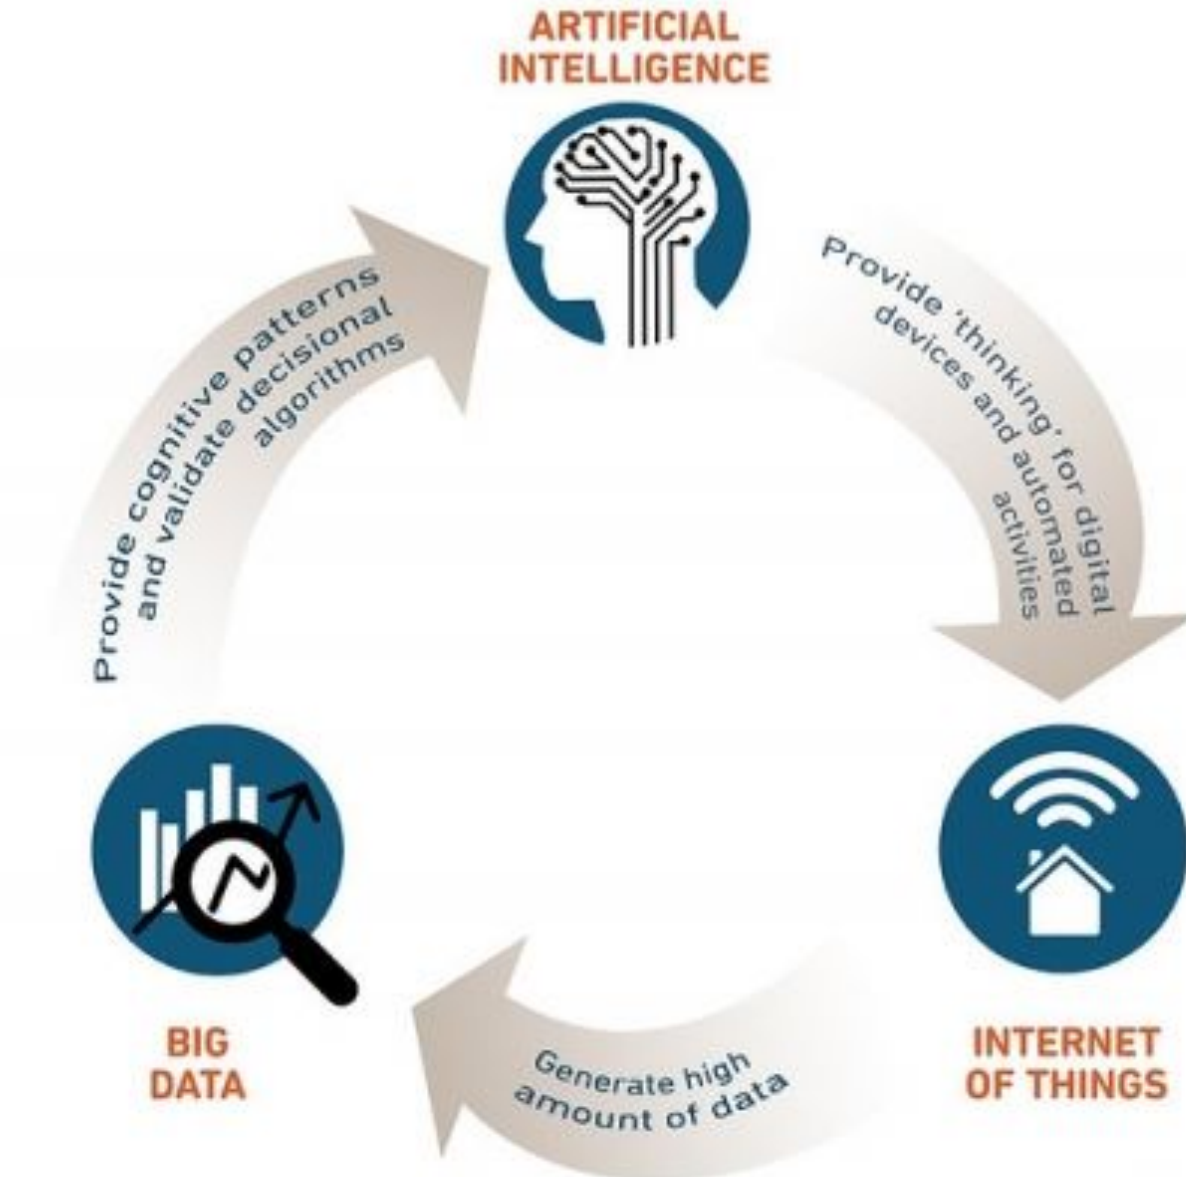 ARTIFICIAL
INTELLIGENCE
Provide 'thinking' for digital
devices and automated
activities
INTERNET
OF THINGS
Generate high
amount of data
BIG
DATA
Provide cognitive patterns
and validate decisional
algorithms